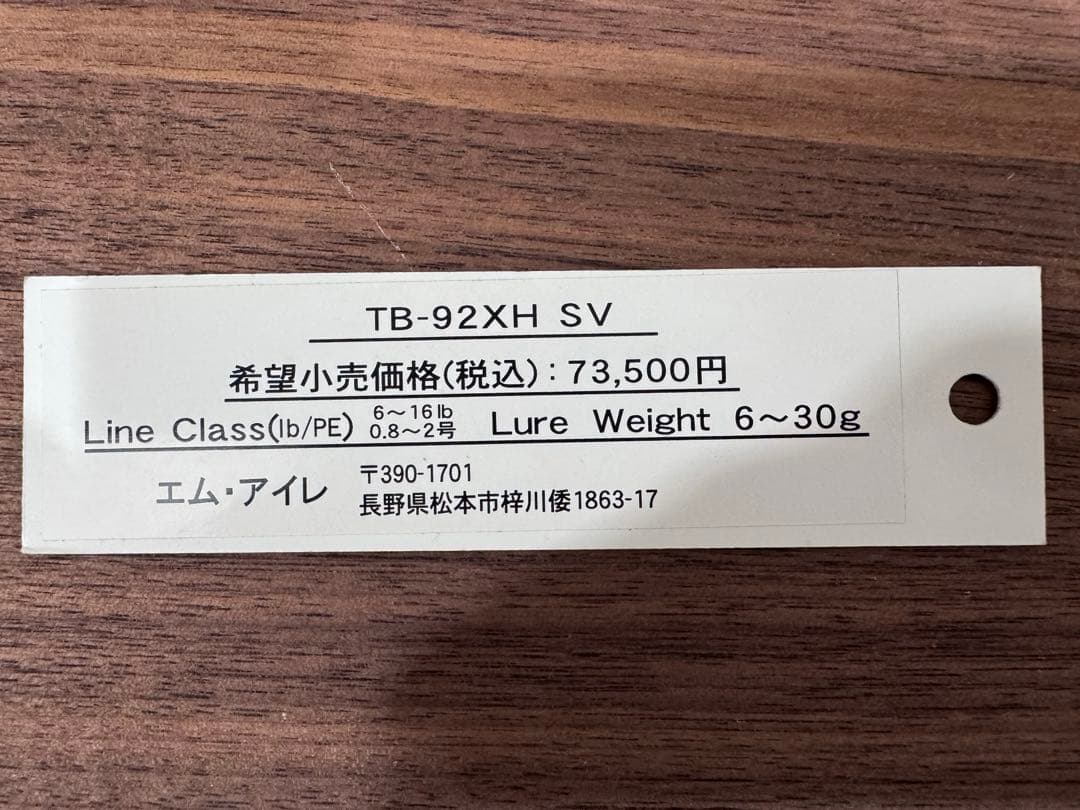 TB-92XH SV
希望小売価格(税込):73,500円
Line Class(lb/PE) 6～16lb 0.8～2号 Lure Weight 6～30g
エム・アイレ
〒390-1701
長野県松本市梓川倭1863-17